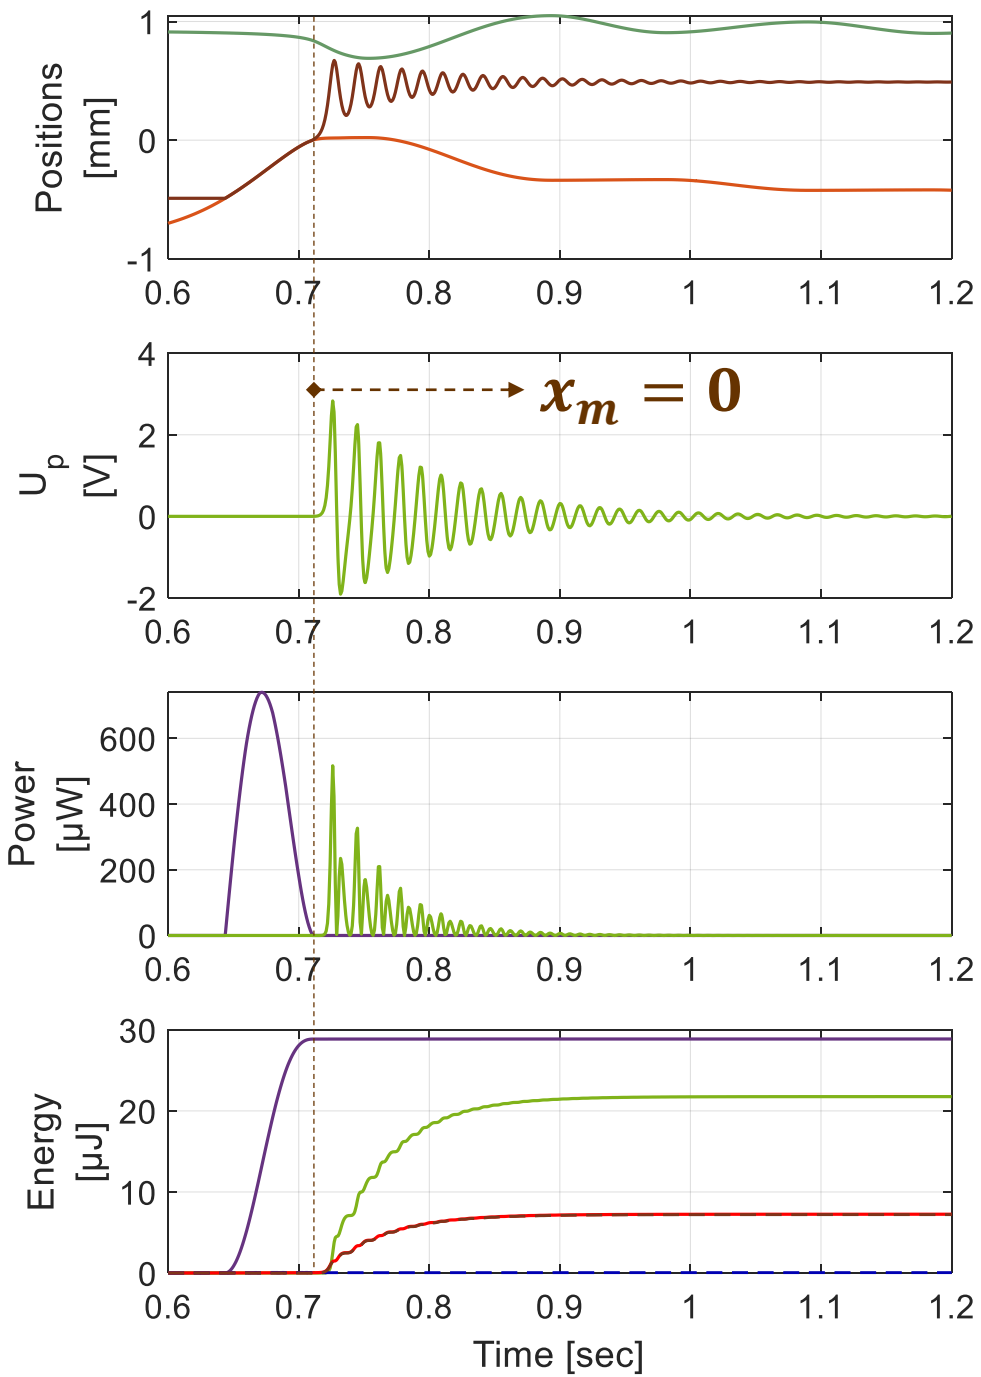 Positions
[mm]
1
0
-1
0.6 0.7 0.8 0.9 1 1.1 1.2
U_p
[V]
4
2
0
-2
x_m = 0
0.6 0.7 0.8 0.9 1 1.1 1.2
Power
[µW]
600
400
200
0
0.6 0.7 0.8 0.9 1 1.1 1.2
Energy
[µJ]
30
20
10
0
0.6 0.7 0.8 0.9 1 1.1 1.2
Time [sec]